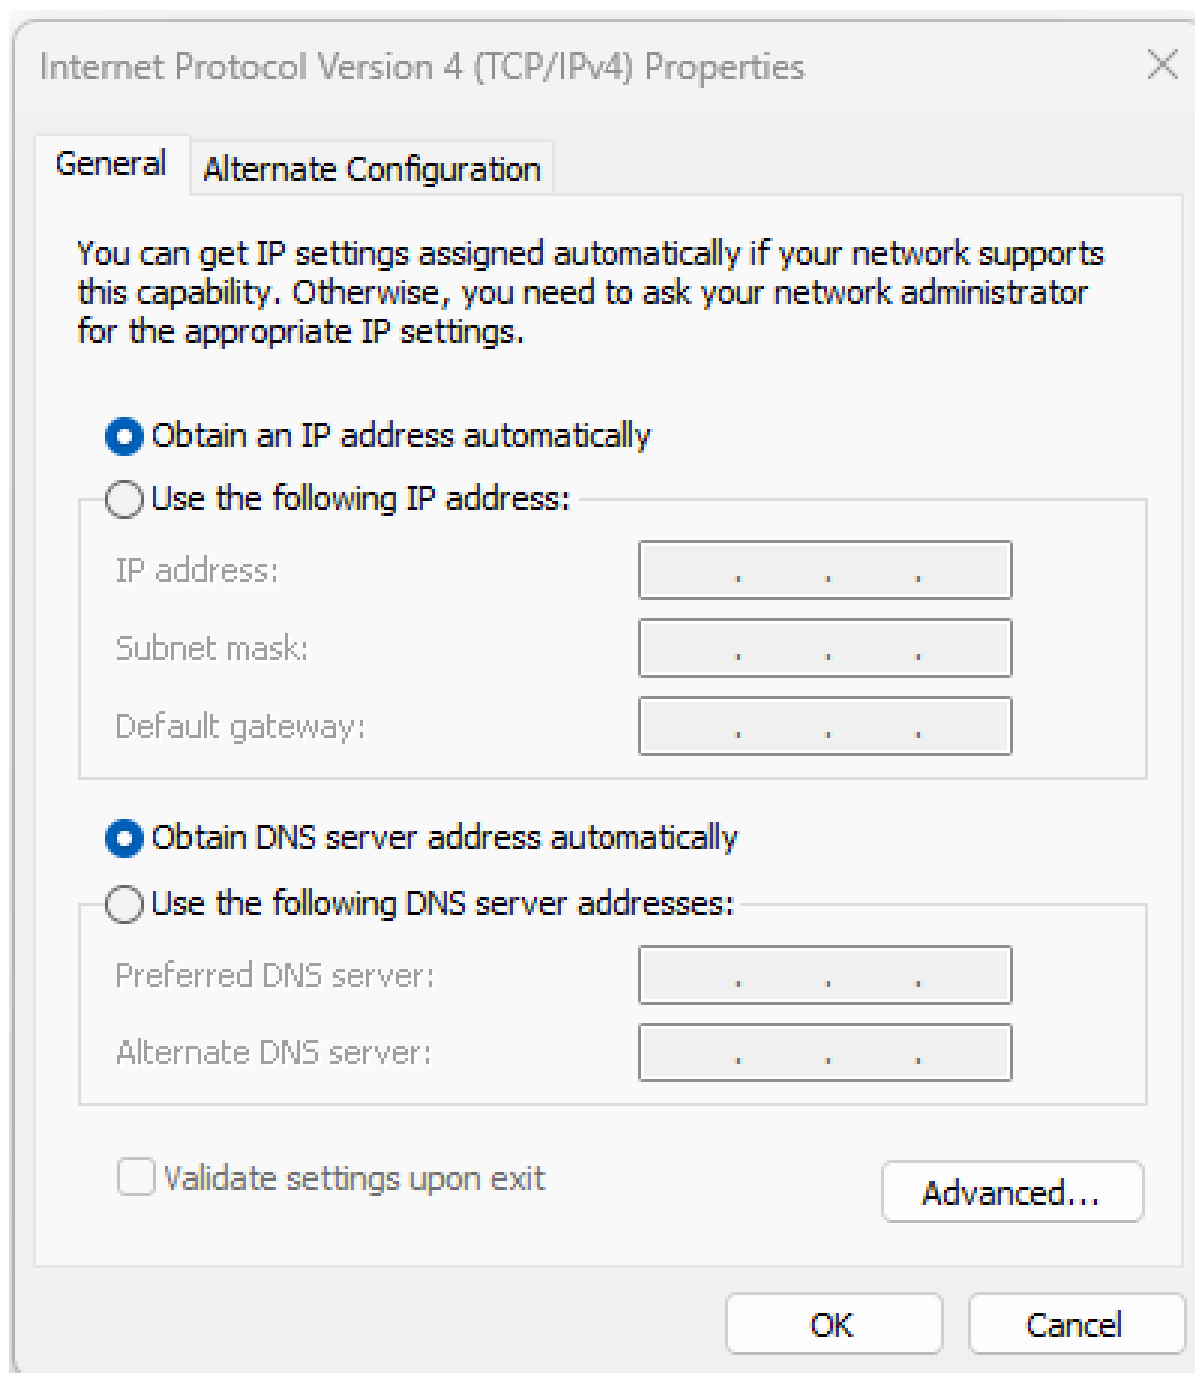 Internet Protocol Version 4 (TCP/IPv4) Properties
General
Alternate Configuration
You can get IP settings assigned automatically if your network supports
this capability. Otherwise, you need to ask your network administrator
for the appropriate IP settings.
Obtain an IP address automatically
Use the following IP address:
IP address:
Subnet mask:
Default gateway:
Obtain DNS server address automatically
Use the following DNS server addresses:
Preferred DNS server:
Alternate DNS server:
Validate settings upon exit
Advanced...
OK
Cancel